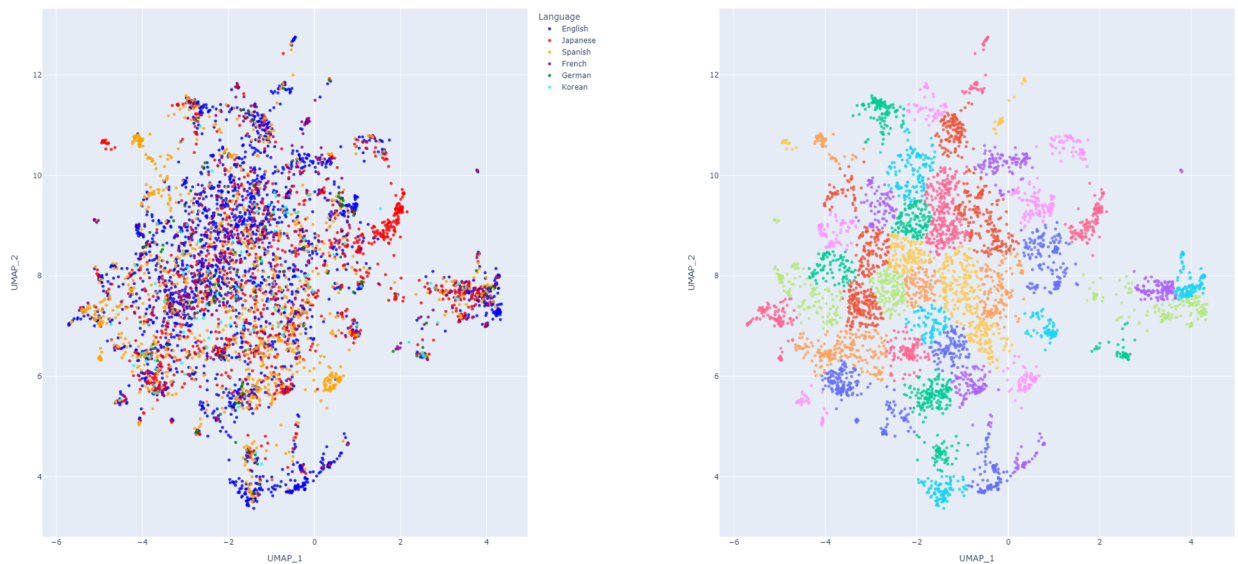 Language
English
Japanese
Spanish
French
German
Korean
12
10
8
6
4
UMAP_2
−6
−4
−2
0
2
4
UMAP_1
12
10
8
6
4
UMAP_2
−6
−4
−2
0
2
4
UMAP_1